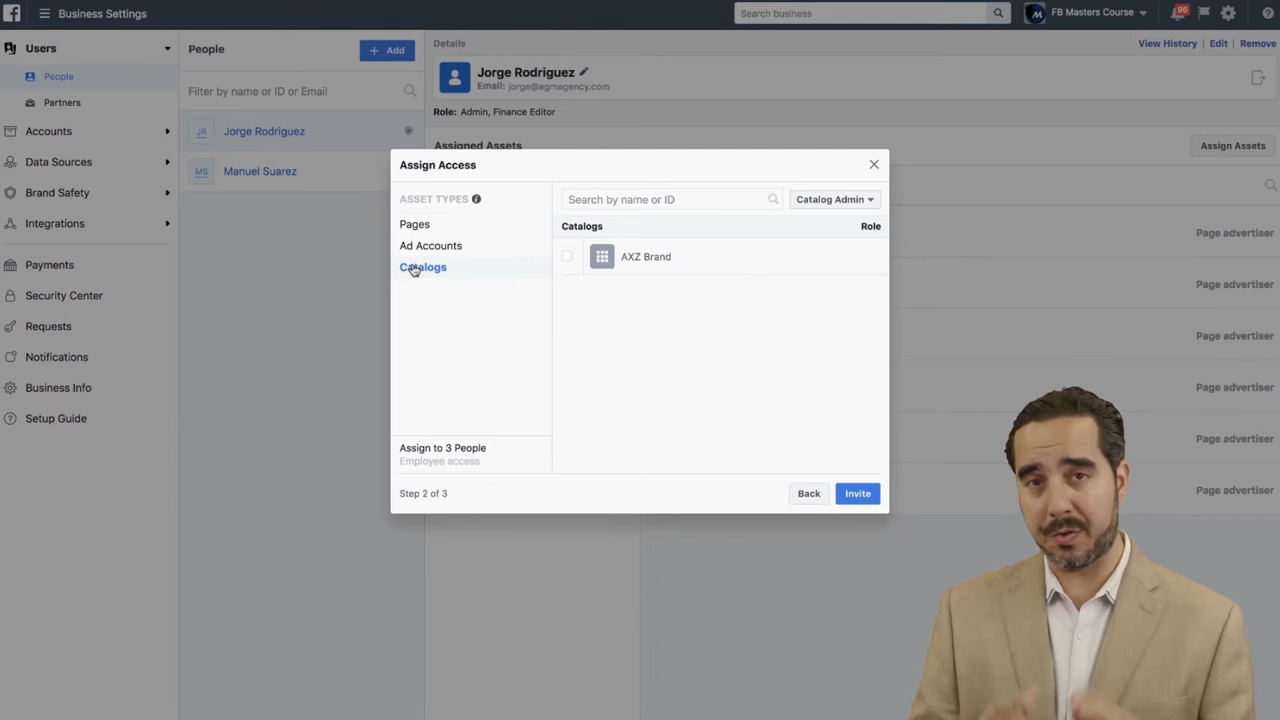 Business Settings
Search business
FB Masters Course
96
Users
People
Partners
Accounts
Data Sources
Brand Safety
Integrations
Payments
Security Center
Requests
Notifications
Business Info
Setup Guide
People
+ Add
Filter by name or ID or Email
JR Jorge Rodriguez
MS Manuel Suarez
Details
View History | Edit | Remove
Jorge Rodriguez
Email: jorge@agmagency.com
Role: Admin, Finance Editor
Assigned Assets
Assign Assets
Page advertiser
Page advertiser
Page advertiser
Page advertiser
Page advertiser
Page advertiser
Assign Access
ASSET TYPES
Pages
Ad Accounts
Catalogs
Search by name or ID
Catalog Admin
Catalogs Role
AXZ Brand
Assign to 3 People
Employee access
Step 2 of 3
Back
Invite